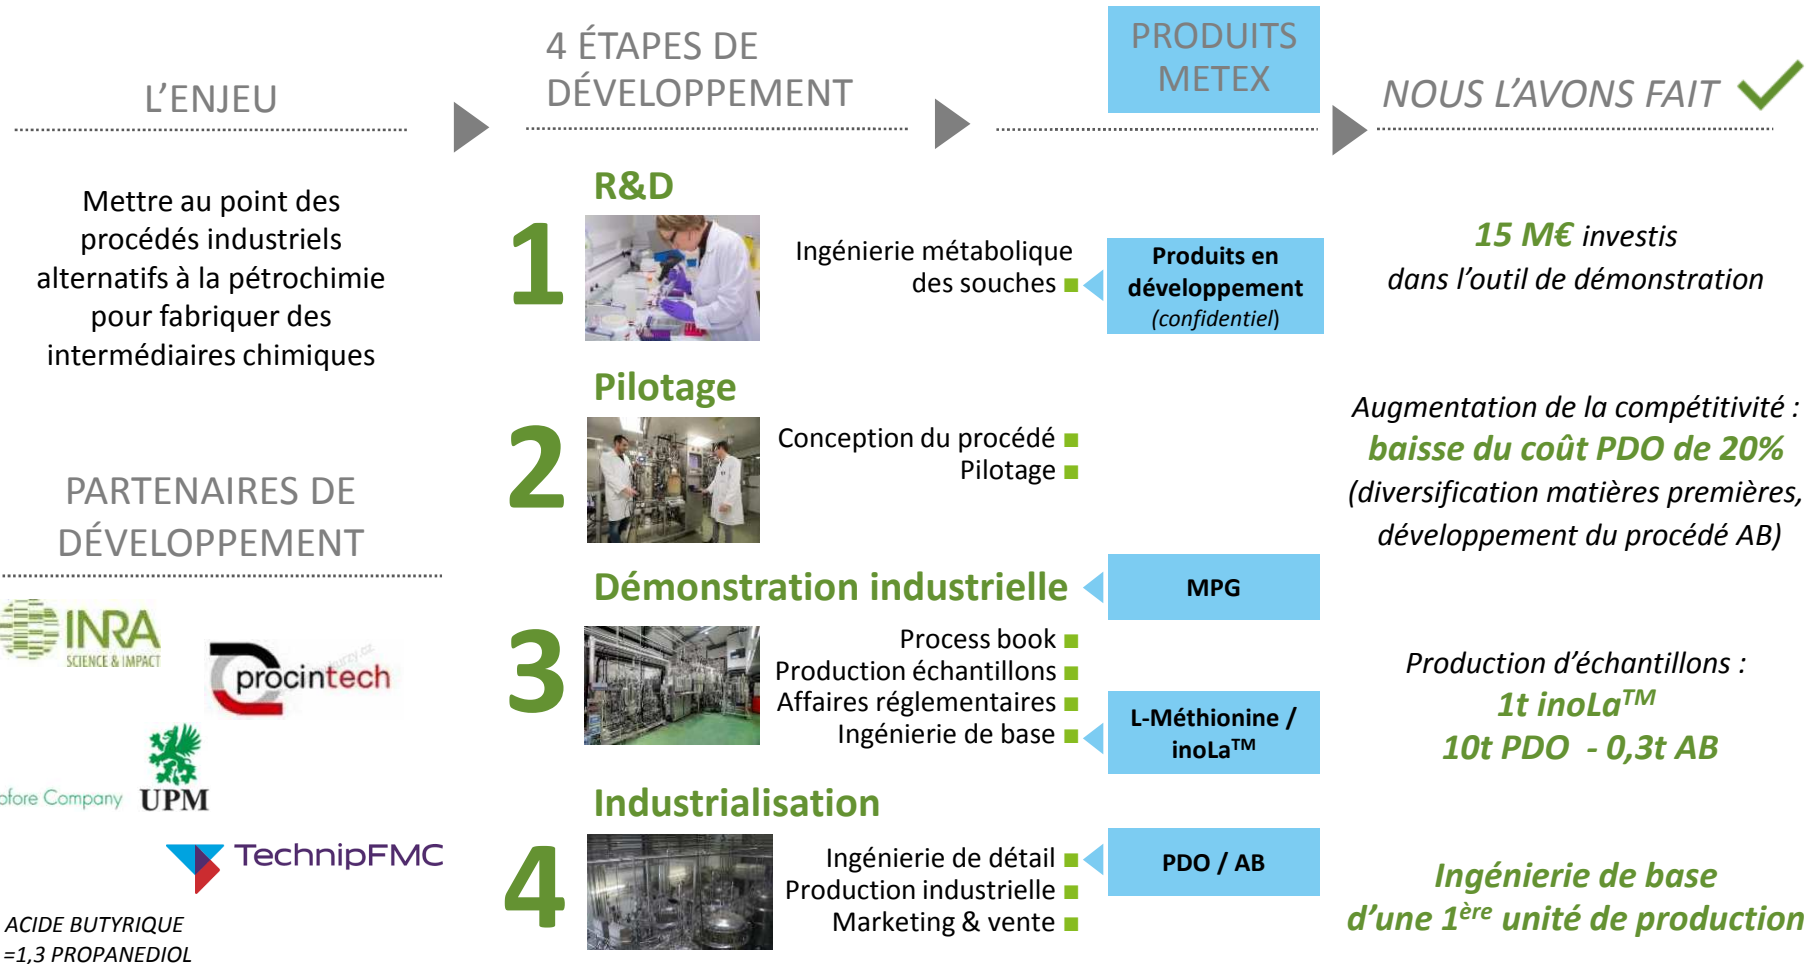 L'ENJEU
4 ÉTAPES DE
DÉVELOPPEMENT
PRODUITS
METEX
NOUS L'AVONS FAIT
Mettre au point des
procédés industriels
alternatifs à la pétrochimie
pour fabriquer des
intermédiaires chimiques
PARTENAIRES DE
DÉVELOPPEMENT
INRA
SCIENCE & IMPACT
procintech
ofore Company
UPM
TechnipFMC
ACIDE BUTYRIQUE
=1,3 PROPANEDIOL
R&D
1
Ingénierie métabolique
des souches
Produits en
développement
(confidentiel)
15 M€ investis
dans l'outil de démonstration
Pilotage
2
Conception du procédé
Pilotage
Augmentation de la compétitivité :
baisse du coût PDO de 20%
(diversification matières premières,
développement du procédé AB)
Démonstration industrielle
MPG
3
Process book
Production échantillons
Affaires réglementaires
Ingénierie de base
L-Méthionine /
inoLa™
Production d'échantillons :
1t inoLa™
10t PDO - 0,3t AB
Industrialisation
4
Ingénierie de détail
Production industrielle
Marketing & vente
PDO / AB
Ingénierie de base
d'une 1ère unité de production